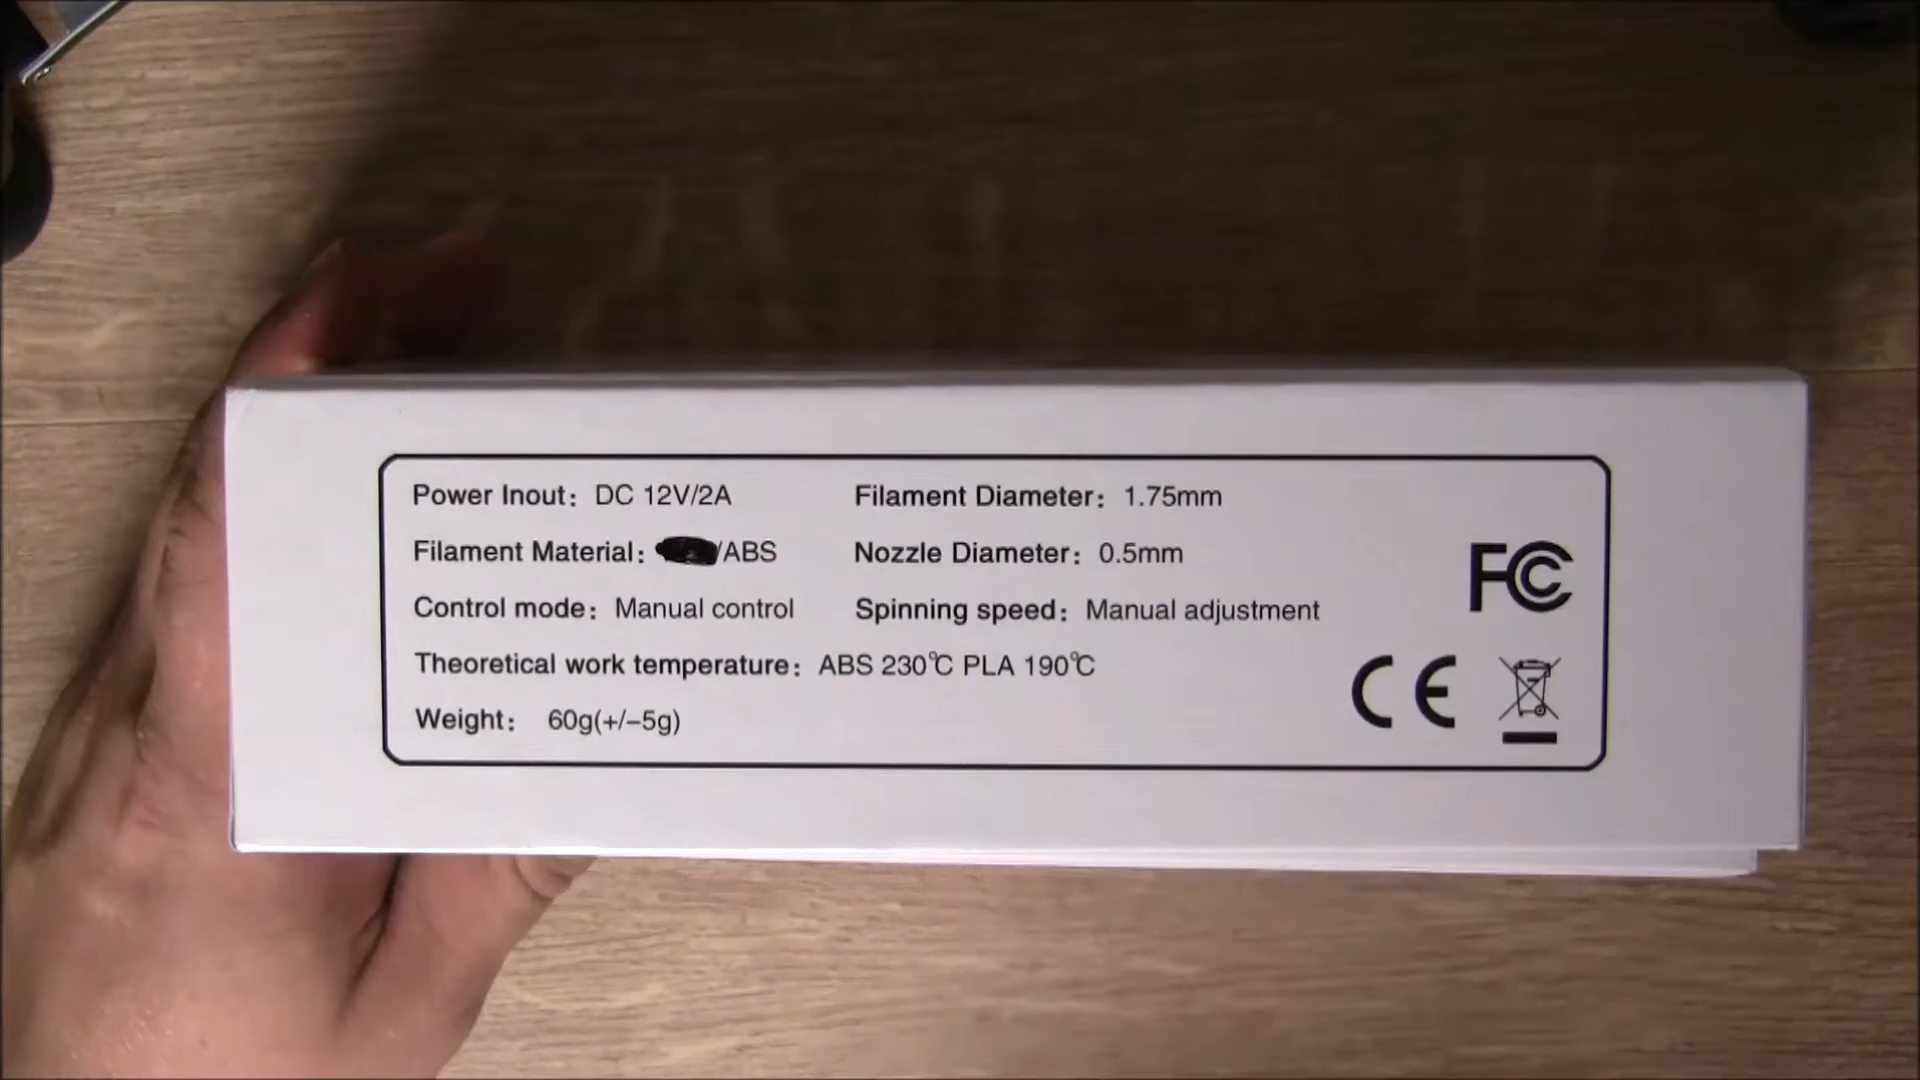 Power Inout: DC 12V/2A Filament Diameter: 1.75mm
Filament Material: /ABS Nozzle Diameter: 0.5mm
Control mode: Manual control Spinning speed: Manual adjustment
Theoretical work temperature: ABS 230℃ PLA 190℃
Weight: 60g(+/−5g)
FC
CE